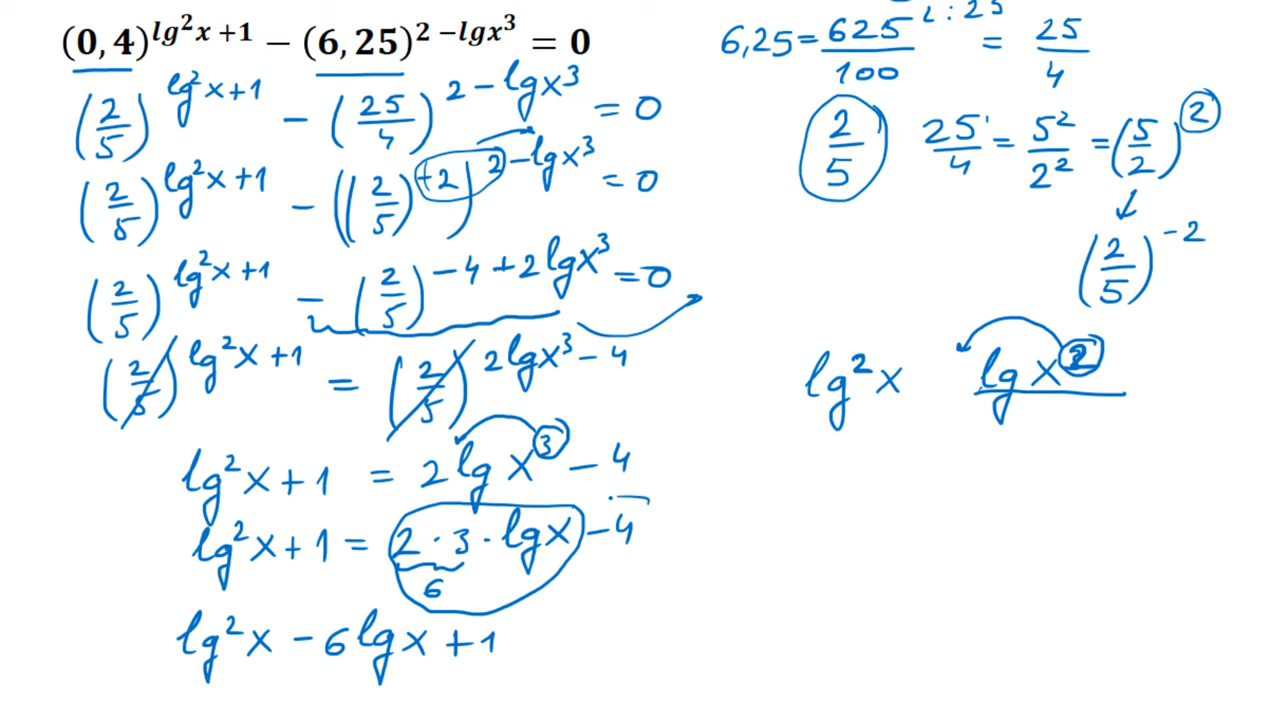 (0,4)^{lg²x +1} − (6,25)^{2 −lgx³} = 0
(2/5)^{lg²x+1} − (25/4)^{2 − lgx³} = 0
(2/5)^{lg²x+1} − ((2/5)^{+2})^{2−lgx³} = 0
(2/5)^{lg²x+1} − (2/5)^{−4+2lgx³} = 0
(2/5)^{lg²x+1} = (2/5)^{2lgx³−4}
lg²x+1 = 2lgx³ − 4
lg²x+1 = 2·3·lgx − 4
6
lg²x − 6lgx + 1
6,25 = 625/100 = 25/4
2/5
25/4 = 5²/2² = (5/2)²
↓
(2/5)^{−2}
lg²x lgx²